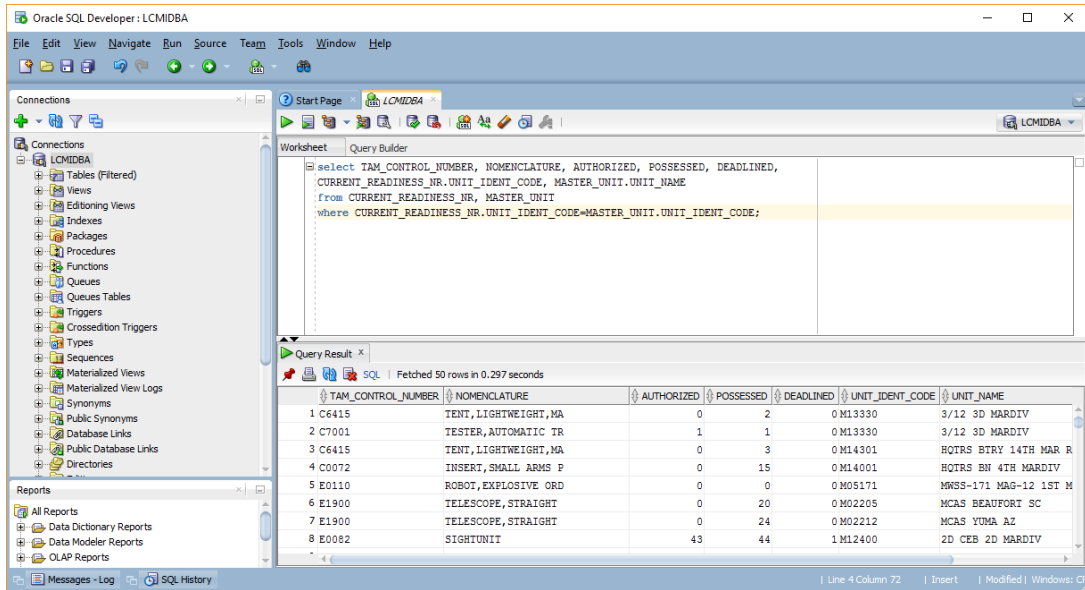 Oracle SQL Developer : LCMIDBA
File Edit View Navigate Run Source Team Tools Window Help
Connections
Start Page
LCMIDBA
LCMIDBA
Worksheet Query Builder
Connections
LCMIDBA
Tables (Filtered)
Views
Editioning Views
Indexes
Packages
Procedures
Functions
Queues
Queues Tables
Triggers
Crossedition Triggers
Types
Sequences
Materialized Views
Materialized View Logs
Synonyms
Public Synonyms
Database Links
Public Database Links
Directories
select TAM_CONTROL_NUMBER, NOMENCLATURE, AUTHORIZED, POSSESSED, DEADLINED,
CURRENT_READINESS_NR.UNIT_IDENT_CODE, MASTER_UNIT.UNIT_NAME
from CURRENT_READINESS_NR, MASTER_UNIT
where CURRENT_READINESS_NR.UNIT_IDENT_CODE=MASTER_UNIT.UNIT_IDENT_CODE;
Query Result
SQL | Fetched 50 rows in 0.297 seconds
TAM_CONTROL_NUMBER NOMENCLATURE AUTHORIZED POSSESSED DEADLINED UNIT_IDENT_CODE UNIT_NAME
1 C6415 TENT,LIGHTWEIGHT,MA 0 2 0 M13330 3/12 3D MARDIV
2 C7001 TESTER,AUTOMATIC TR 1 1 0 M13330 3/12 3D MARDIV
3 C6415 TENT,LIGHTWEIGHT,MA 0 3 0 M14301 HQTRS BTRY 14TH MAR R
4 C0072 INSERT,SMALL ARMS P 0 15 0 M14001 HQTRS BN 4TH MARDIV
5 E0110 ROBOT,EXPLOSIVE ORD 0 0 0 M05171 MWSS-171 MAG-12 1ST M
6 E1900 TELESCOPE,STRAIGHT 0 20 0 M02205 MCAS BEAUFORT SC
7 E1900 TELESCOPE,STRAIGHT 0 24 0 M02212 MCAS YUMA AZ
8 E0082 SIGHTUNIT 43 44 1 M12400 2D CEB 2D MARDIV
Reports
All Reports
Data Dictionary Reports
Data Modeler Reports
OLAP Reports
Messages - Log SQL History
| Line 4 Column 72 | Insert | Modified | Windows: CF